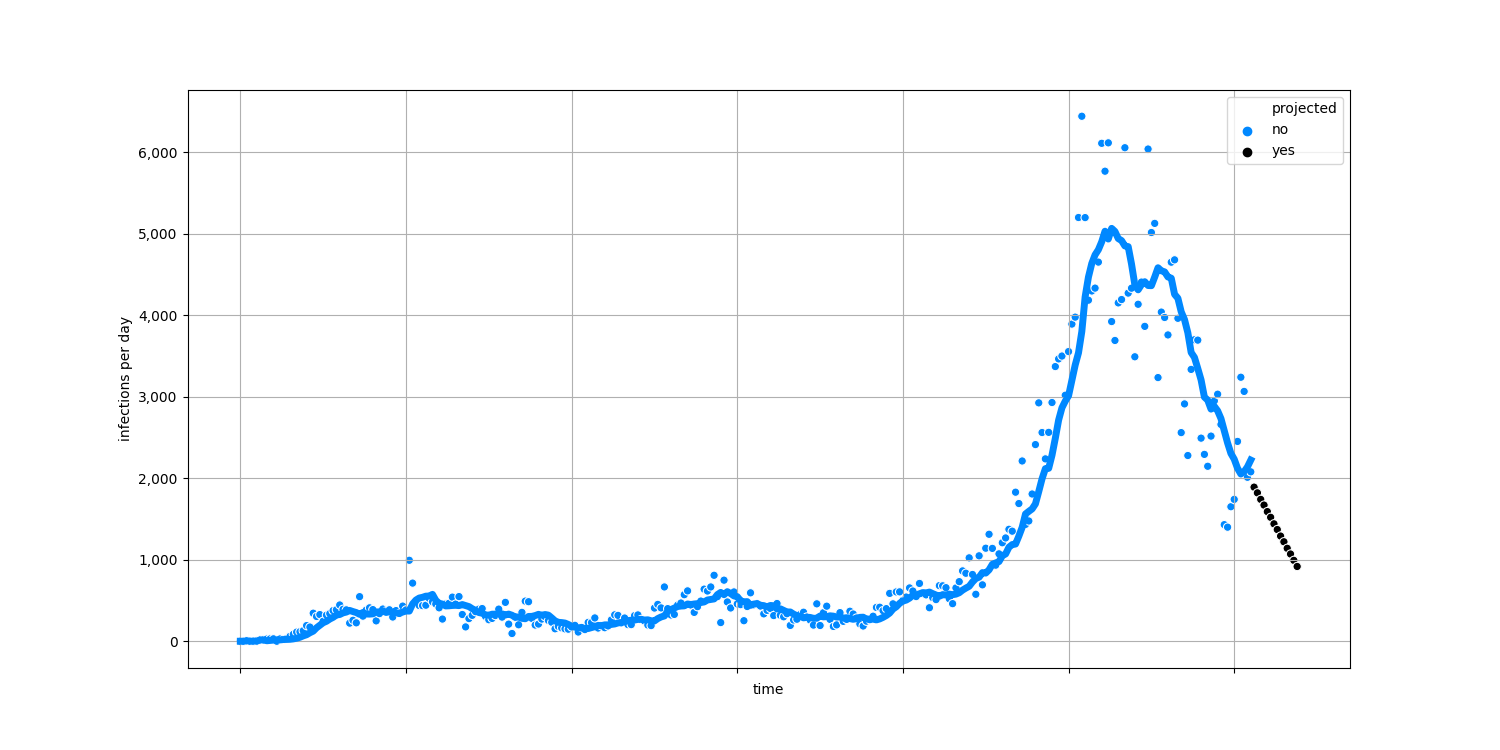 projected
no
yes
6,000
5,000
4,000
3,000
2,000
1,000
0
infections per day
time